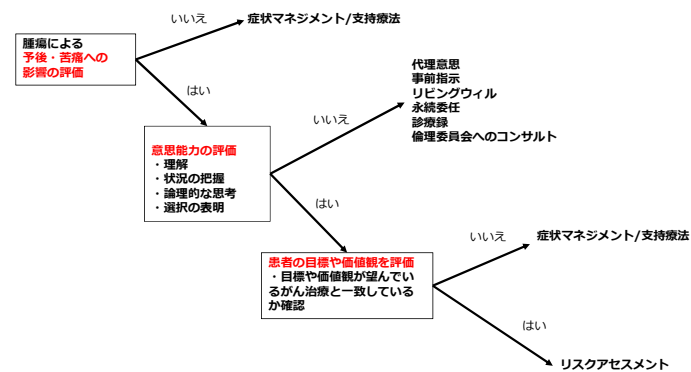 いいえ
症状マネジメント/支持療法
腫瘍による
予後・苦痛への
影響の評価
はい
代理意思
事前指示
リビングウィル
永続委任
診療録
倫理委員会へのコンサルト
いいえ
意思能力の評価
・理解
・状況の把握
・論理的な思考
・選択の表明
はい
いいえ
症状マネジメント/支持療法
患者の目標や価値観を評価
・目標や価値観が望んでい
るがん治療と一致している
か確認
はい
リスクアセスメント